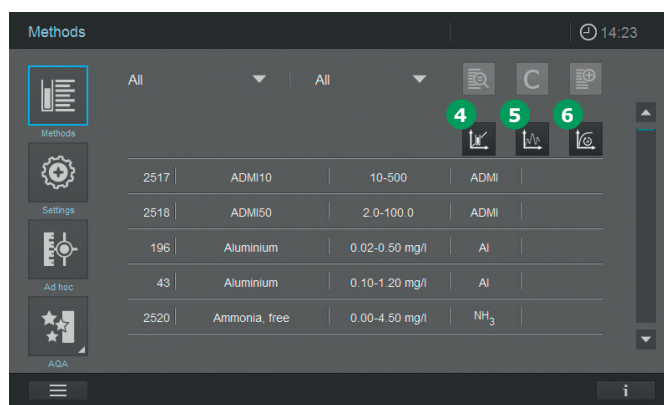 Methods
14:23
All
All
C
4
5
6
Methods
Settings
Ad hoc
AQA
2517 ADMI10 10-500 ADMI
2518 ADMI50 2.0-100.0 ADMI
196 Aluminium 0.02-0.50 mg/l Al
43 Aluminium 0.10-1.20 mg/l Al
2520 Ammonia, free 0.00-4.50 mg/l NH₃
i